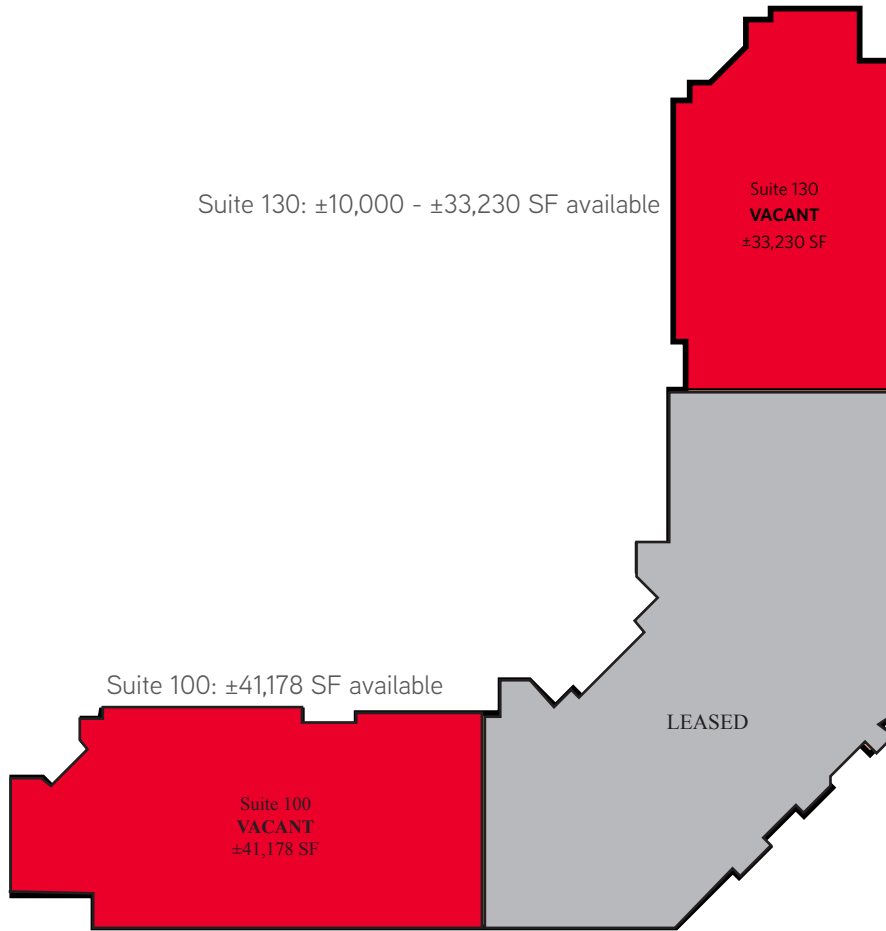 Suite 130: ±10,000 - ±33,230 SF available
Suite 130
VACANT
±33,230 SF
Suite 100: ±41,178 SF available
LEASED
Suite 100
VACANT
±41,178 SF